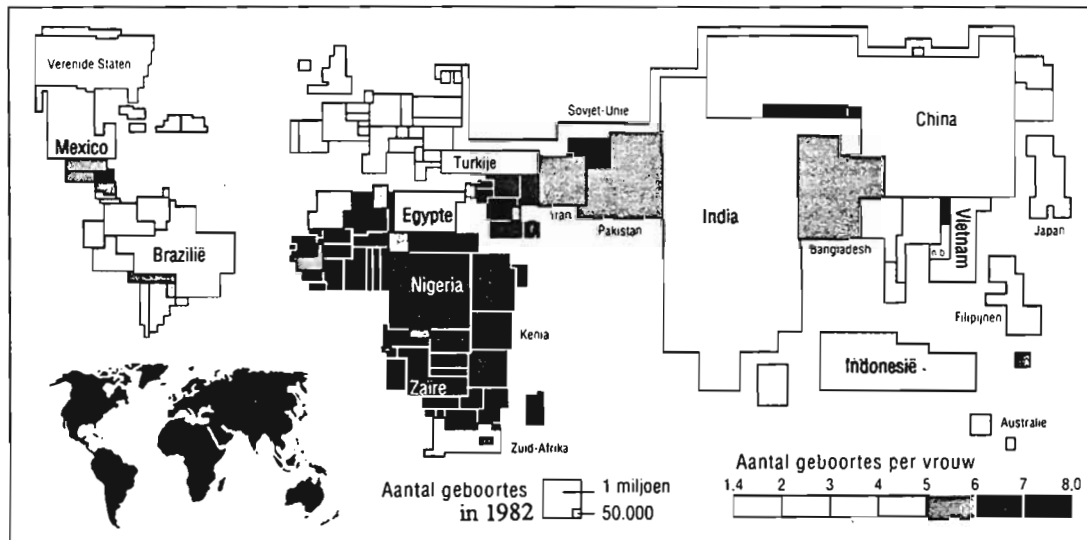 Verenide Staten
Mexico
Brazilië
Sovjet-Unie
Turkije
Egypte
Iran
Pakistan
India
China
Bangladesh
Vietnam
Japan
Filipijnen
Nigeria
Kenia
Zaïre
Zuid-Afrika
Indonesië
Australie
Aantal geboortes
in 1982
1 miljoen
50.000
Aantal geboortes per vrouw
1,4 2 3 4 5 6 7 8,0